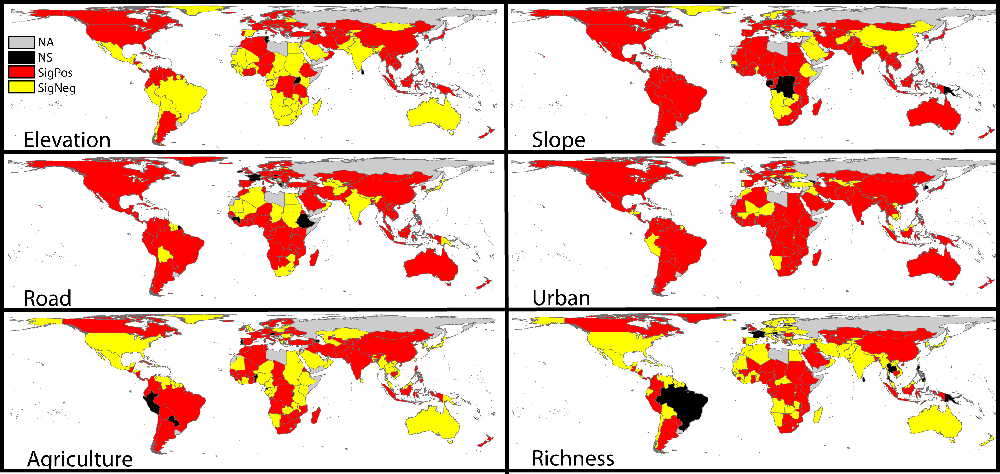 NA
NS
SigPos
SigNeg
Elevation
Slope
Road
Urban
Agriculture
Richness